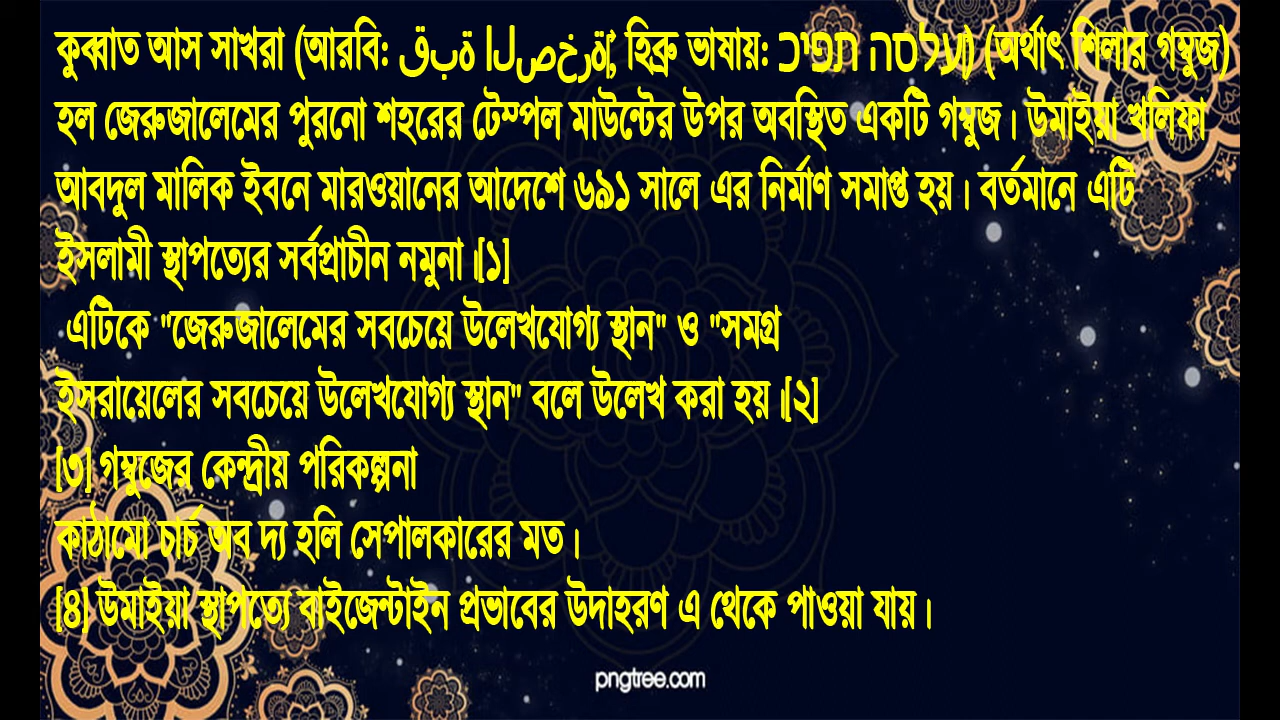 কুব্বাত আস সাখরা (আরবি: قبة الصخرة‎‎, হিব্রু ভাষায়: כיפת הסלע‎) (অর্থাৎ শিলার গম্বুজ)
হল জেরুজালেমের পুরনো শহরের টেম্পল মাউন্টের উপর অবস্থিত একটি গম্বুজ। উমাইয়া খলিফা
আবদুল মালিক ইবনে মারওয়ানের আদেশে ৬৯১ সালে এর নির্মাণ সমাপ্ত হয়। বর্তমানে এটি
ইসলামী স্থাপত্যের সর্বপ্রাচীন নমুনা।[১]
এটিকে "জেরুজালেমের সবচেয়ে উলেখযোগ্য স্থান" ও "সমগ্র
ইসরায়েলের সবচেয়ে উলেখযোগ্য স্থান" বলে উলেখ করা হয়।[২]
[৩] গম্বুজের কেন্দ্রীয় পরিকল্পনা
কাঠামো চার্চ অব দ্য হলি সেপালকারের মত।
[৪] উমাইয়া স্থাপত্যে বাইজেন্টাইন প্রভাবের উদাহরণ এ থেকে পাওয়া যায়।
pngtree.com